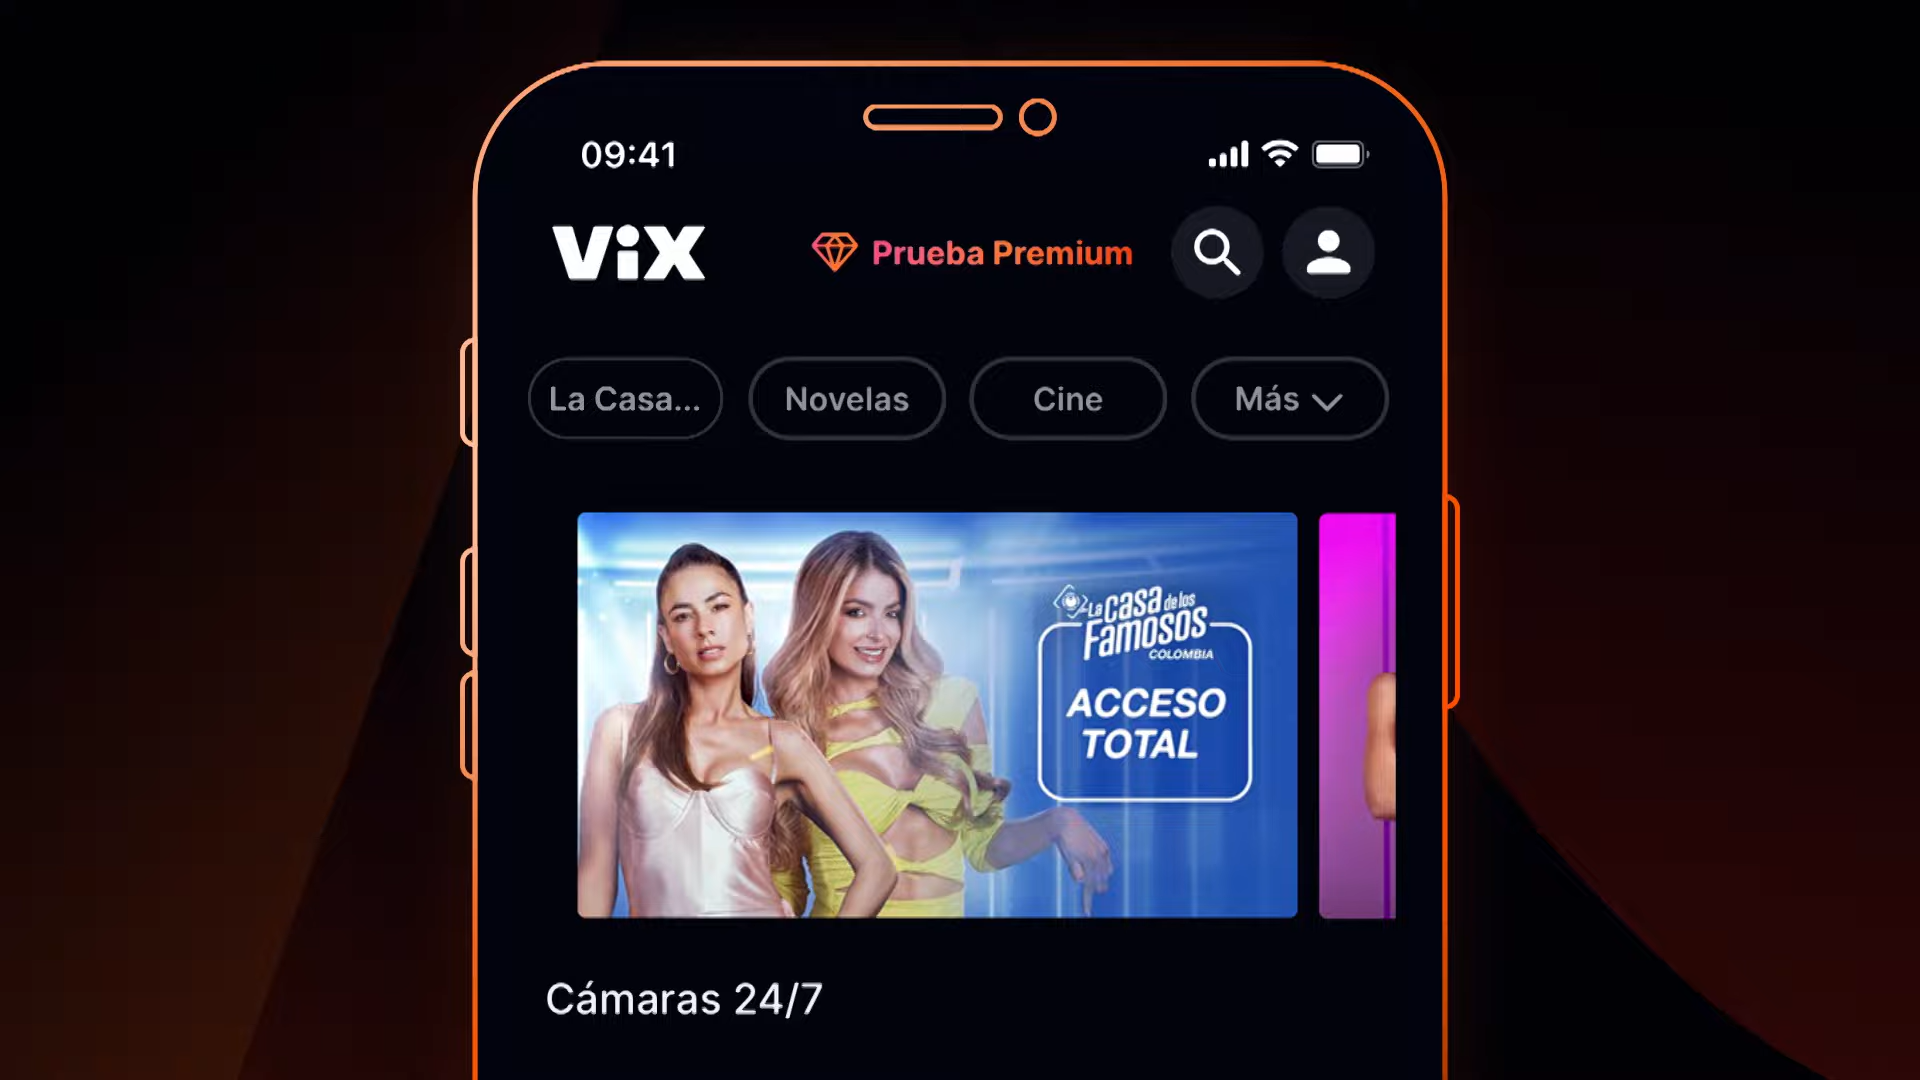 09:41
ViX
Prueba Premium
La Casa...
Novelas
Cine
Más
La Casa de los
Famosos
COLOMBIA
ACCESO
TOTAL
Cámaras 24/7